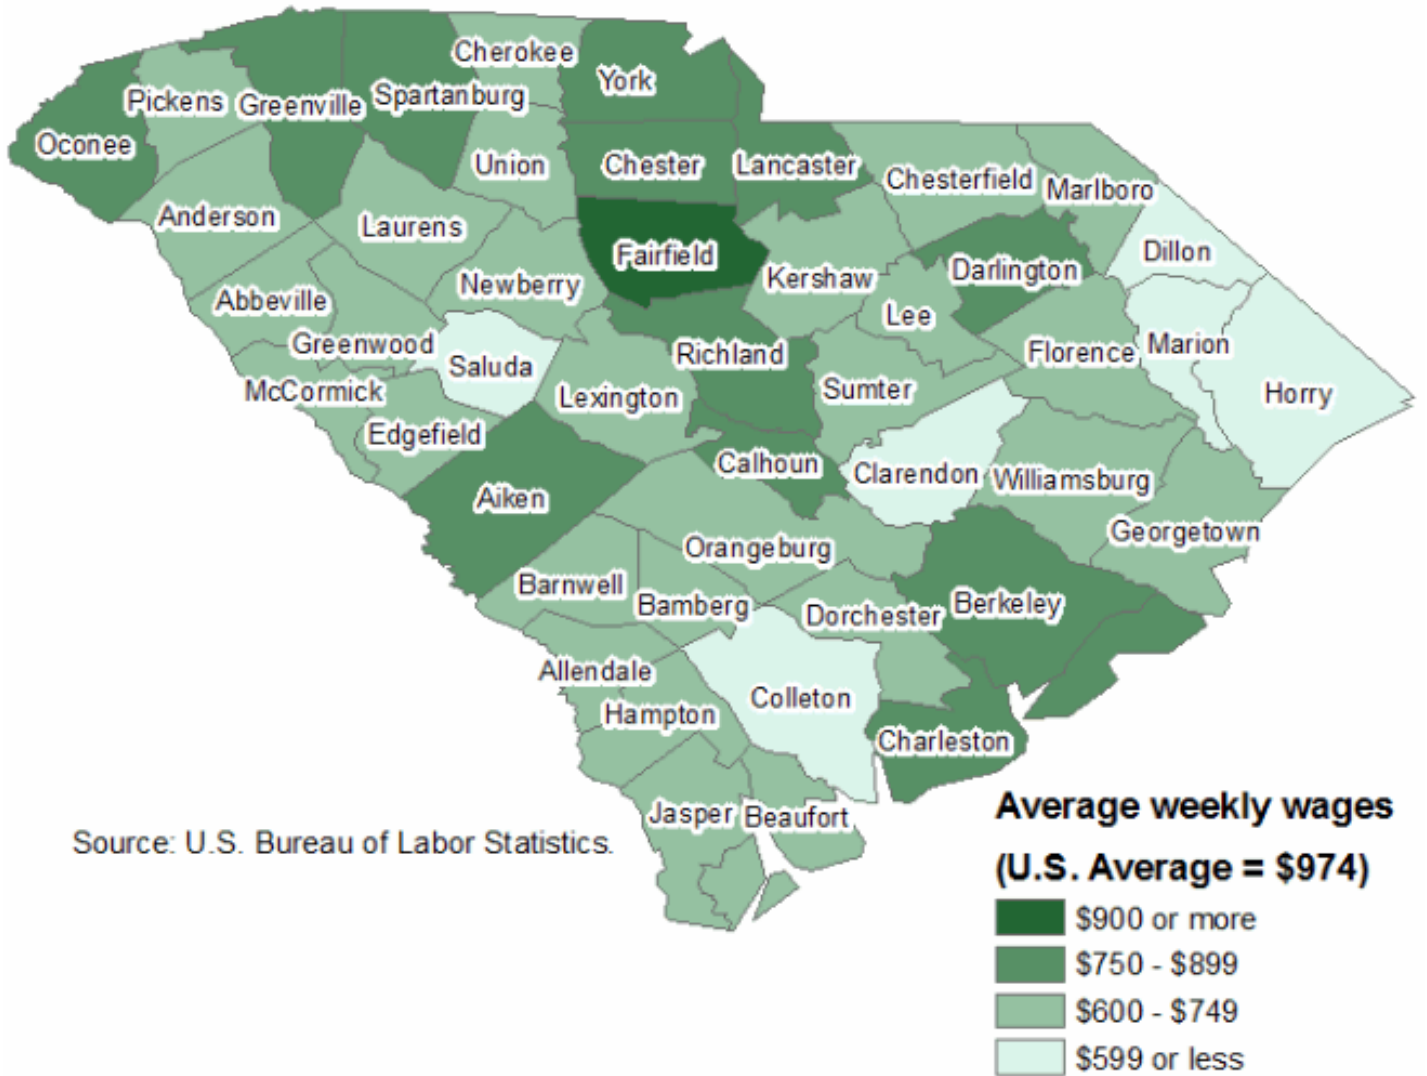 Cherokee
York
Pickens
Greenville
Spartanburg
Oconee
Union
Chester
Lancaster
Chesterfield
Marlboro
Anderson
Laurens
Fairfield
Dillon
Darlington
Kershaw
Newberry
Abbeville
Lee
Greenwood
Saluda
Richland
Florence
Marion
McCormick
Lexington
Sumter
Horry
Edgefield
Calhoun
Clarendon
Williamsburg
Aiken
Georgetown
Orangeburg
Barnwell
Bamberg
Dorchester
Berkeley
Allendale
Colleton
Hampton
Charleston
Jasper
Beaufort
Source: U.S. Bureau of Labor Statistics.
Average weekly wages
(U.S. Average = $974)
$900 or more
$750 - $899
$600 - $749
$599 or less